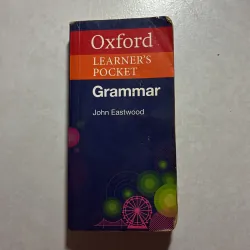 Oxford
LEARNER'S
POCKET
Grammar
John Eastwood